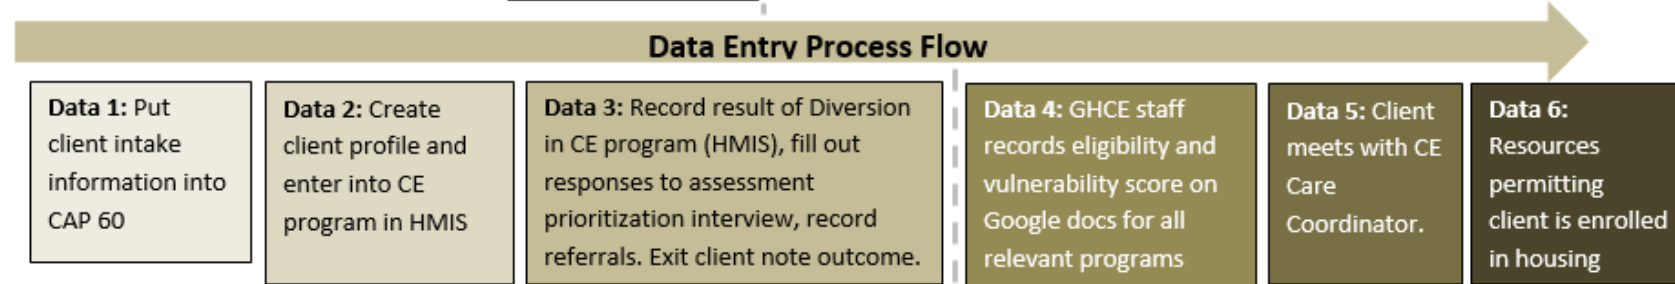 Data Entry Process Flow
Data 1: Put
client intake
information into
CAP 60
Data 2: Create
client profile and
enter into CE
program in HMIS
Data 3: Record result of Diversion
in CE program (HMIS), fill out
responses to assessment
prioritization interview, record
referrals. Exit client note outcome.
Data 4: GHCE staff
records eligibility and
vulnerability score on
Google docs for all
relevant programs
Data 5: Client
meets with CE
Care
Coordinator.
Data 6:
Resources
permitting
client is enrolled
in housing